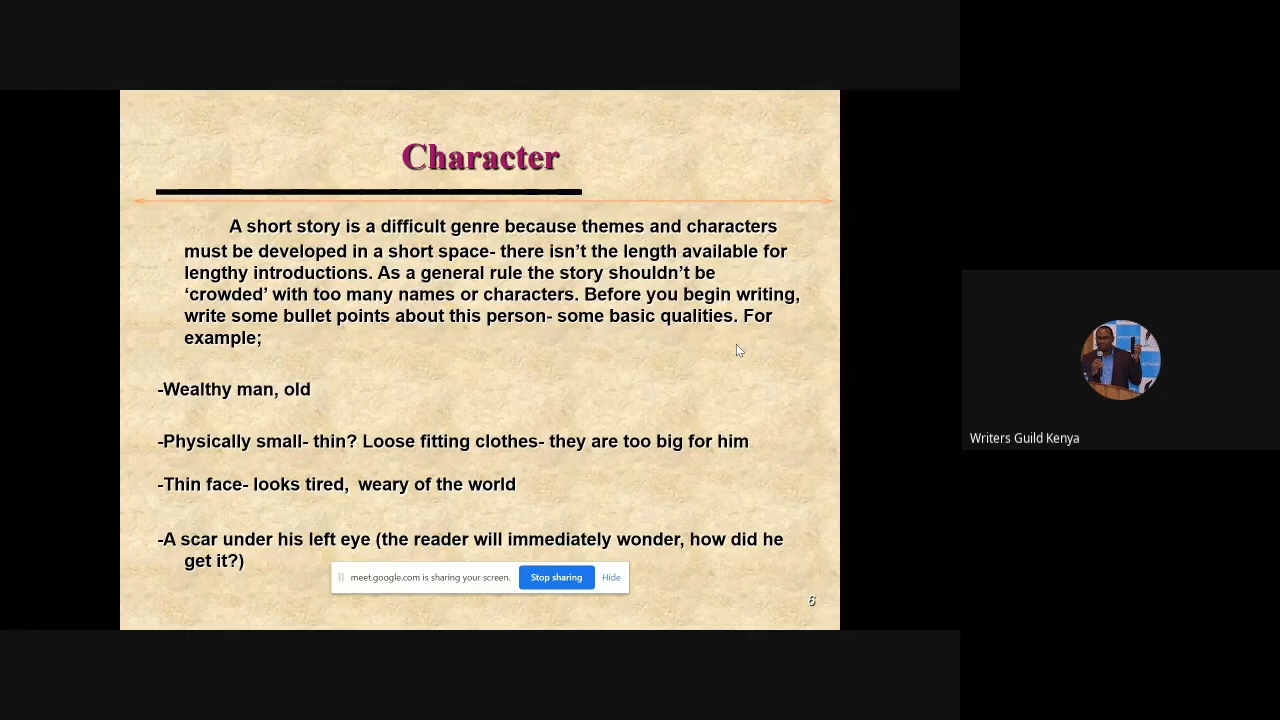 Character
A short story is a difficult genre because themes and characters
must be developed in a short space- there isn’t the length available for
lengthy introductions. As a general rule the story shouldn’t be
‘crowded’ with too many names or characters. Before you begin writing,
write some bullet points about this person- some basic qualities. For
example;
-Wealthy man, old
-Physically small- thin? Loose fitting clothes- they are too big for him
-Thin face- looks tired,  weary of the world
-A scar under his left eye (the reader will immediately wonder, how did he
get it?)
meet.google.com is sharing your screen. Stop sharing Hide
6
Writers Guild Kenya